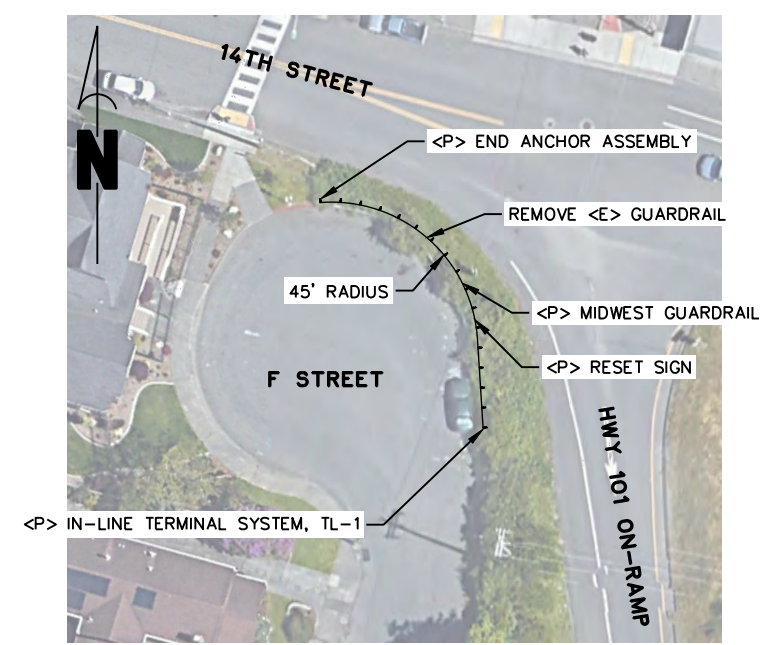 14TH STREET
N
<P> END ANCHOR ASSEMBLY
REMOVE <E> GUARDRAIL
45' RADIUS
<P> MIDWEST GUARDRAIL
<P> RESET SIGN
F STREET
HWY 101 ON-RAMP
<P> IN-LINE TERMINAL SYSTEM, TL-1